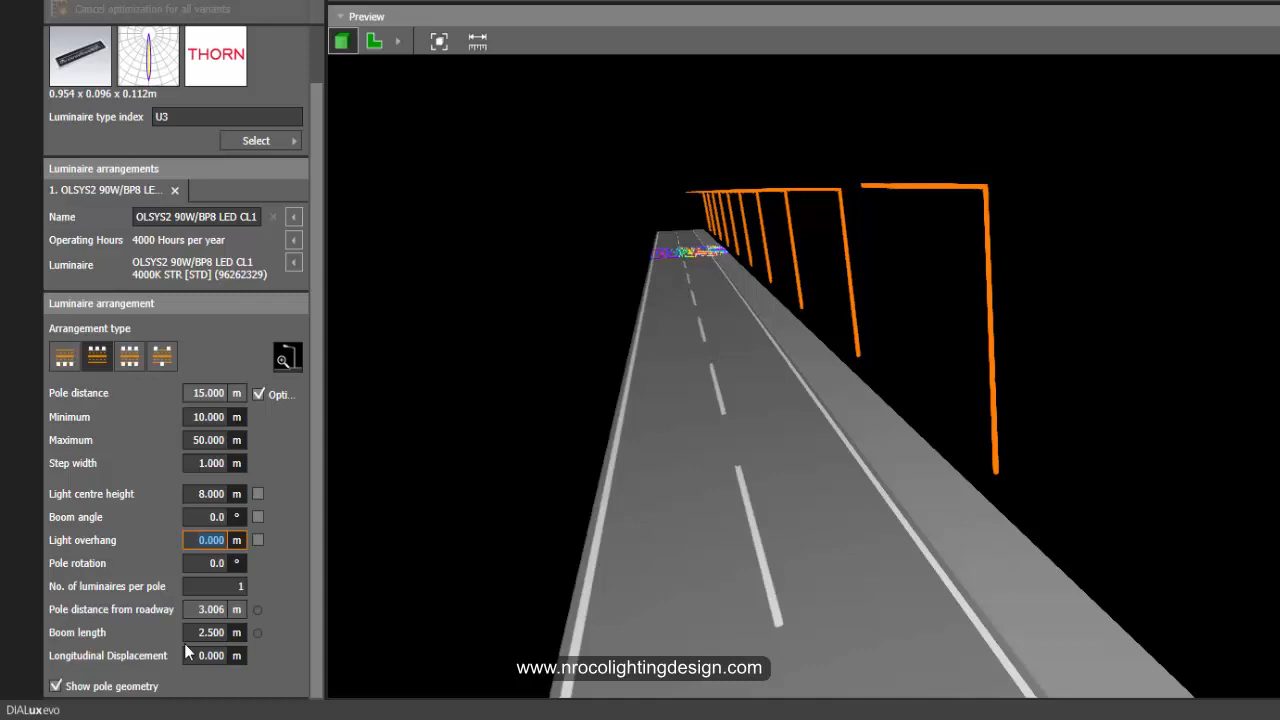 Cancel optimization for all variants
Preview
THORN
0.954 x 0.096 x 0.112m
Luminaire type index U3
Select
Luminaire arrangements
1. OLSYS2 90W/BP8 LE...
Name OLSYS2 90W/BP8 LED CL1
Operating Hours 4000 Hours per year
Luminaire OLSYS2 90W/BP8 LED CL1
4000K STR [STD] (96262329)
Luminaire arrangement
Arrangement type
Pole distance 15.000 m Opti...
Minimum 10.000 m
Maximum 50.000 m
Step width 1.000 m
Light centre height 8.000 m
Boom angle 0.0 °
Light overhang 0.000 m
Pole rotation 0.0 °
No. of luminaires per pole 1
Pole distance from roadway 3.006 m
Boom length 2.500 m
Longitudinal Displacement 0.000 m
Show pole geometry
www.nrocolightingdesign.com
DIALux evo